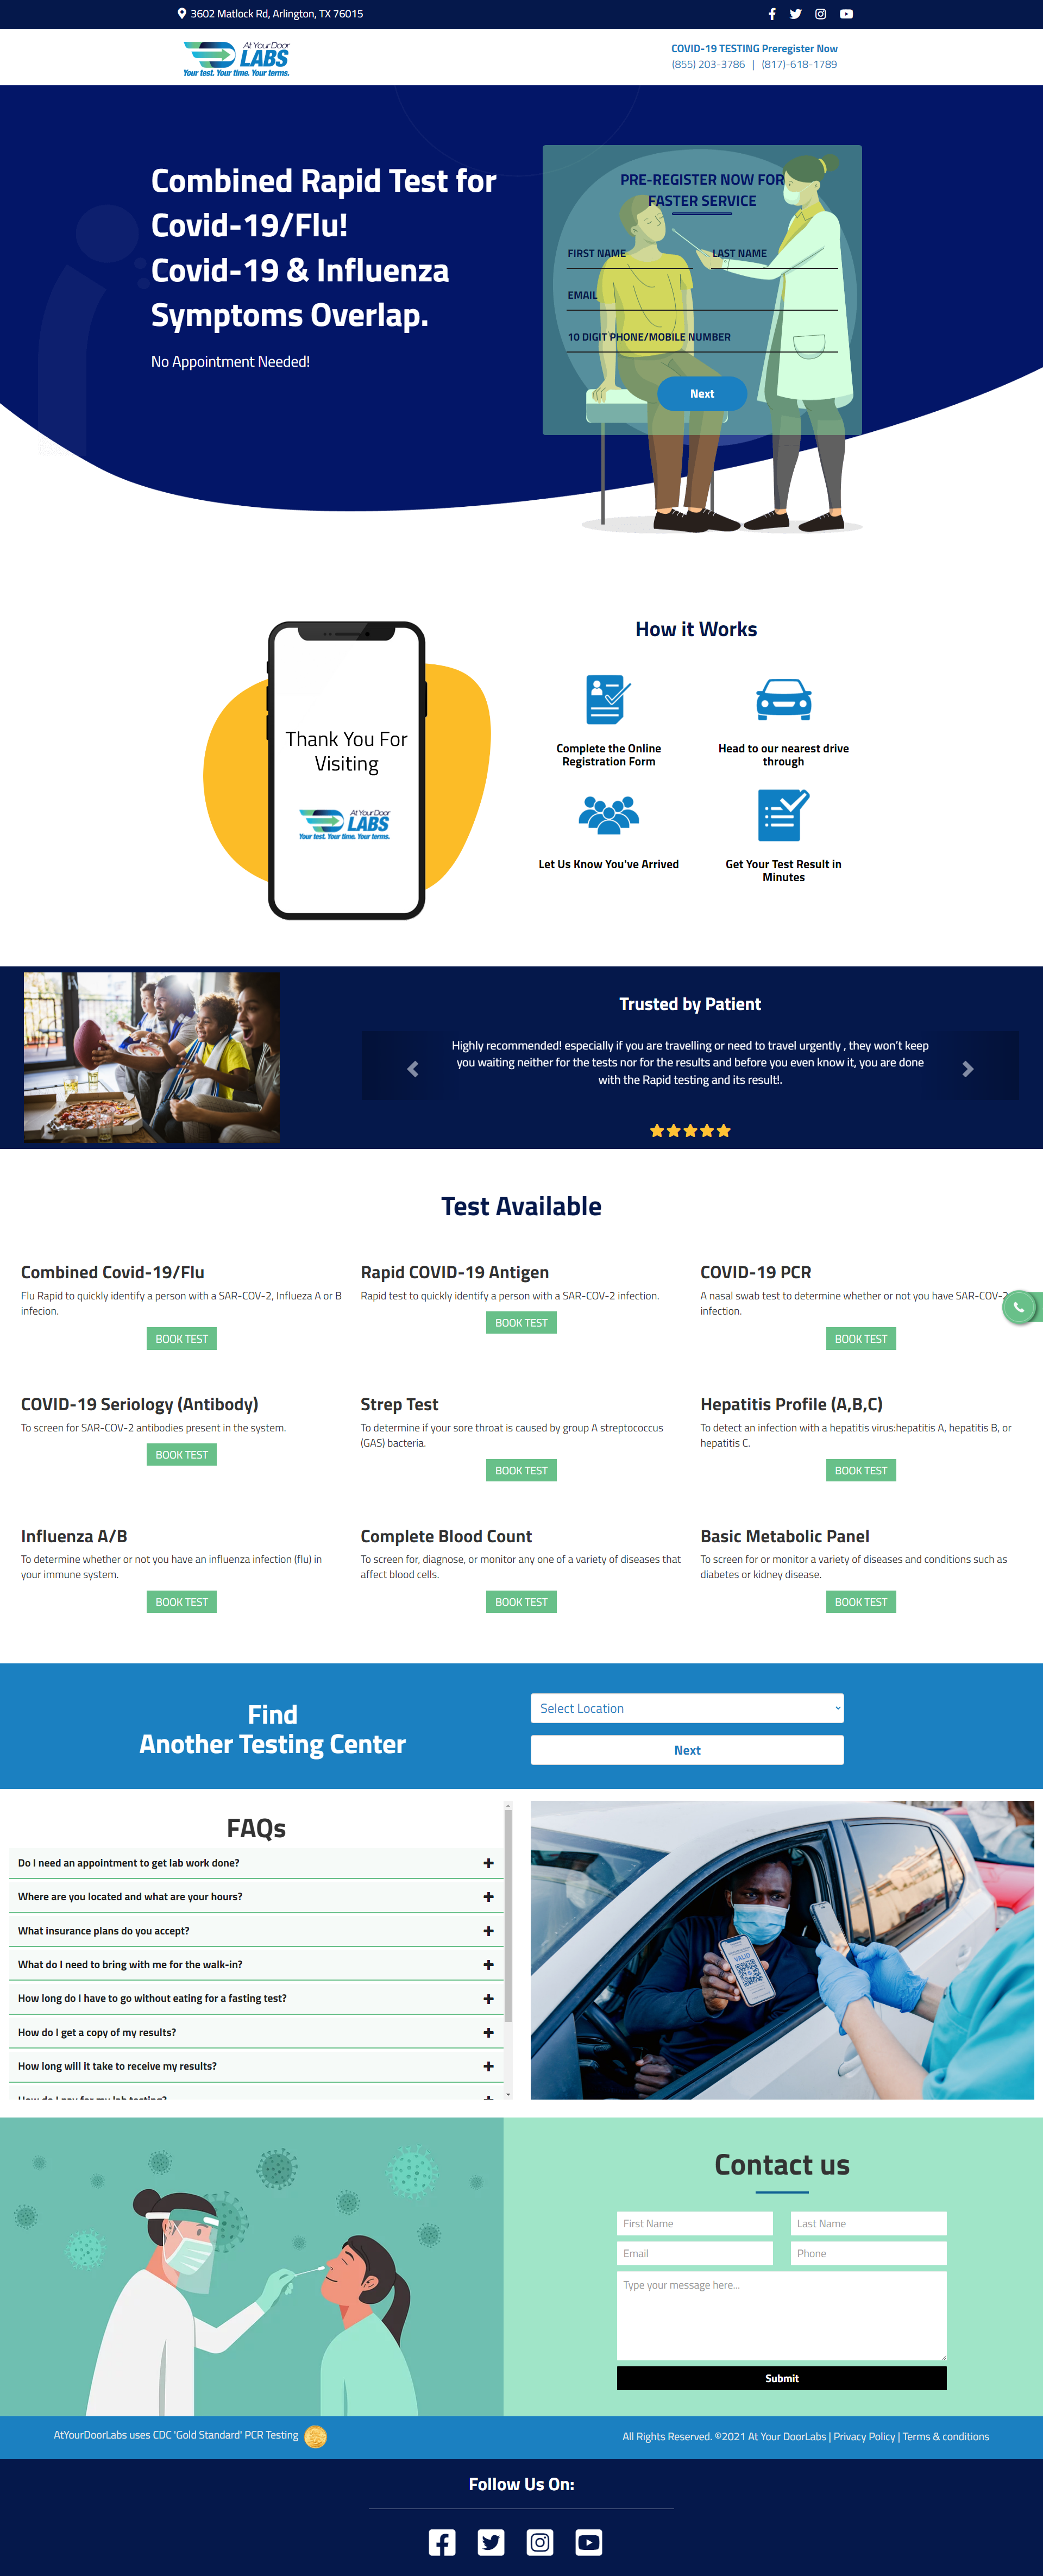 3602 Matlock Rd, Arlington, TX 76015
At Your Door
LABS
Your test. Your time. Your terms.
COVID-19 TESTING Preregister Now
(855) 203-3786 | (817)-618-1789
Combined Rapid Test for
Covid-19/Flu!
Covid-19 & Influenza
Symptoms Overlap.
No Appointment Needed!
PRE-REGISTER NOW FOR
FASTER SERVICE
FIRST NAME LAST NAME
EMAIL
10 DIGIT PHONE/MOBILE NUMBER
Next
Thank You For
Visiting
At Your Door
LABS
Your test. Your time. Your terms.
How it Works
Complete the Online
Registration Form
Head to our nearest drive
through
Let Us Know You've Arrived
Get Your Test Result in
Minutes
Trusted by Patient
Highly recommended! especially if you are travelling or need to travel urgently , they won't keep
you waiting neither for the tests nor for the results and before you even know it, you are done
with the Rapid testing and its result!.
Test Available
Combined Covid-19/Flu
Flu Rapid to quickly identify a person with a SAR-COV-2, Influeza A or B
infecion.
BOOK TEST
Rapid COVID-19 Antigen
Rapid test to quickly identify a person with a SAR-COV-2 infection.
BOOK TEST
COVID-19 PCR
A nasal swab test to determine whether or not you have SAR-COV-2
infection.
BOOK TEST
COVID-19 Seriology (Antibody)
To screen for SAR-COV-2 antibodies present in the system.
BOOK TEST
Strep Test
To determine if your sore throat is caused by group A streptococcus
(GAS) bacteria.
BOOK TEST
Hepatitis Profile (A,B,C)
To detect an infection with a hepatitis virus:hepatitis A, hepatitis B, or
hepatitis C.
BOOK TEST
Influenza A/B
To determine whether or not you have an influenza infection (flu) in
your immune system.
BOOK TEST
Complete Blood Count
To screen for, diagnose, or monitor any one of a variety of diseases that
affect blood cells.
BOOK TEST
Basic Metabolic Panel
To screen for or monitor a variety of diseases and conditions such as
diabetes or kidney disease.
BOOK TEST
Find
Another Testing Center
Select Location
Next
FAQs
Do I need an appointment to get lab work done?
Where are you located and what are your hours?
What insurance plans do you accept?
What do I need to bring with me for the walk-in?
How long do I have to go without eating for a fasting test?
How do I get a copy of my results?
How long will it take to receive my results?
How do I pay for my lab testing?
VALID
Contact us
First Name
Last Name
Email
Phone
Type your message here...
Submit
AtYourDoorLabs uses CDC 'Gold Standard' PCR Testing
All Rights Reserved. ©2021 At Your DoorLabs | Privacy Policy | Terms & conditions
Follow Us On: